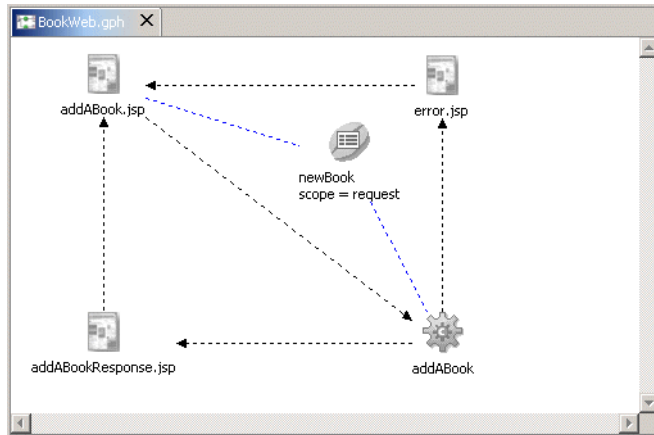 BookWeb.gph X
addABook.jsp
error.jsp
newBook
scope = request
addABookResponse.jsp
addABook